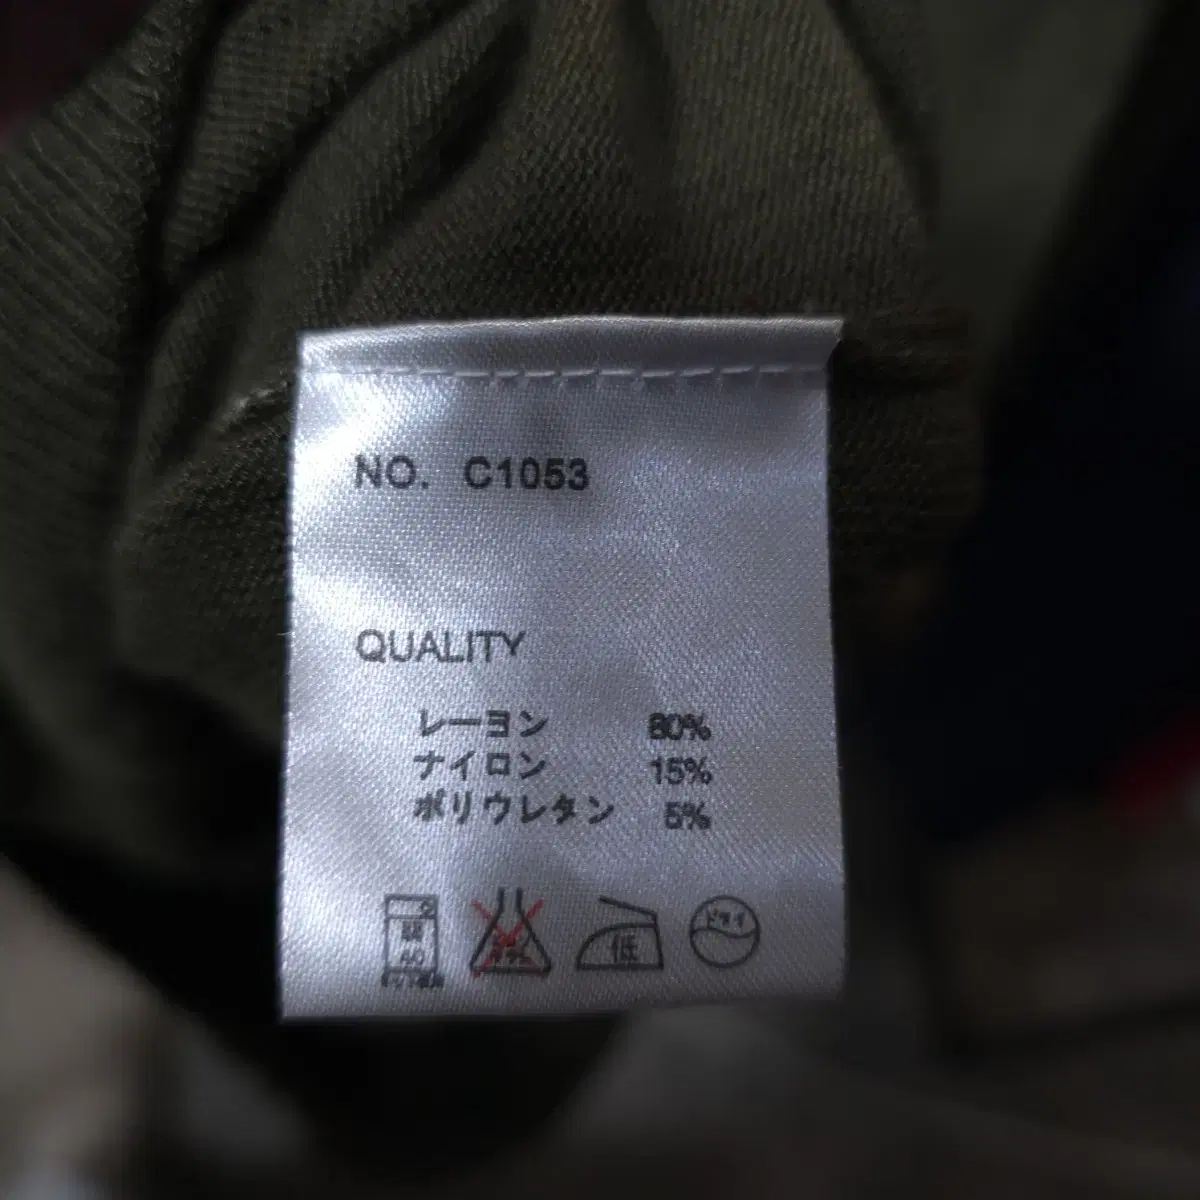 NO. C1053
QUALITY
レーヨン 80%
ナイロン 15%
ポリウレタン 5%
低
ドライ